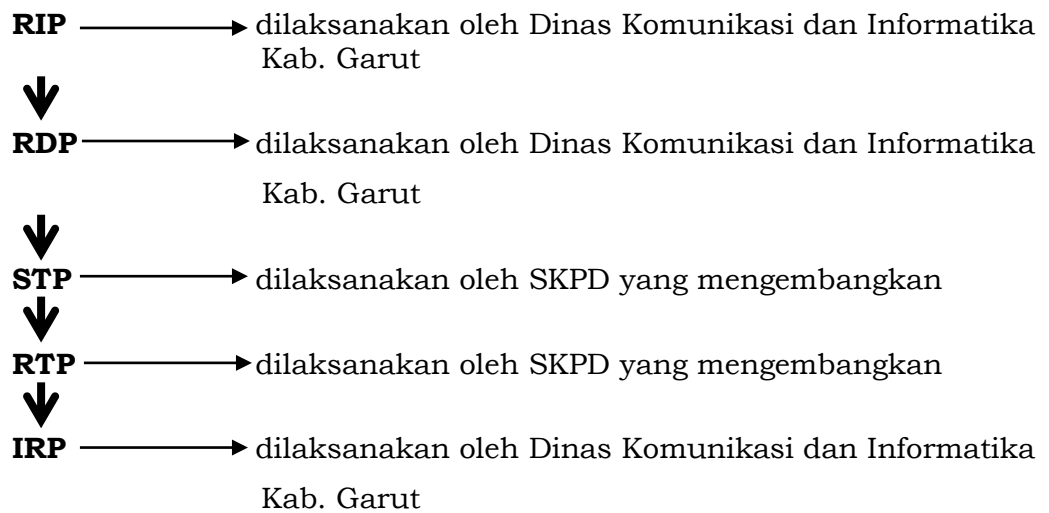 RIP dilaksanakan oleh Dinas Komunikasi dan Informatika
Kab. Garut
RDP dilaksanakan oleh Dinas Komunikasi dan Informatika
Kab. Garut
STP dilaksanakan oleh SKPD yang mengembangkan
RTP dilaksanakan oleh SKPD yang mengembangkan
IRP dilaksanakan oleh Dinas Komunikasi dan Informatika
Kab. Garut